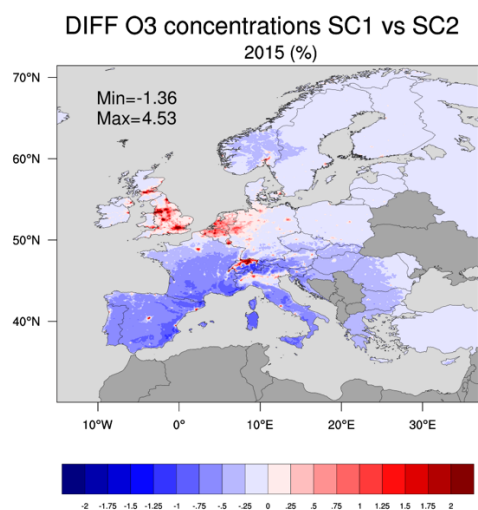 DIFF O3 concentrations SC1 vs SC2
2015 (%)
70°N
Min=-1.36
Max=4.53
60°N
50°N
40°N
10°W 0° 10°E 20°E 30°E
-2 -1.75 -1.5 -1.25 -1 -.75 -.5 -.25 0 .25 .5 .75 1 1.25 1.5 1.75 2